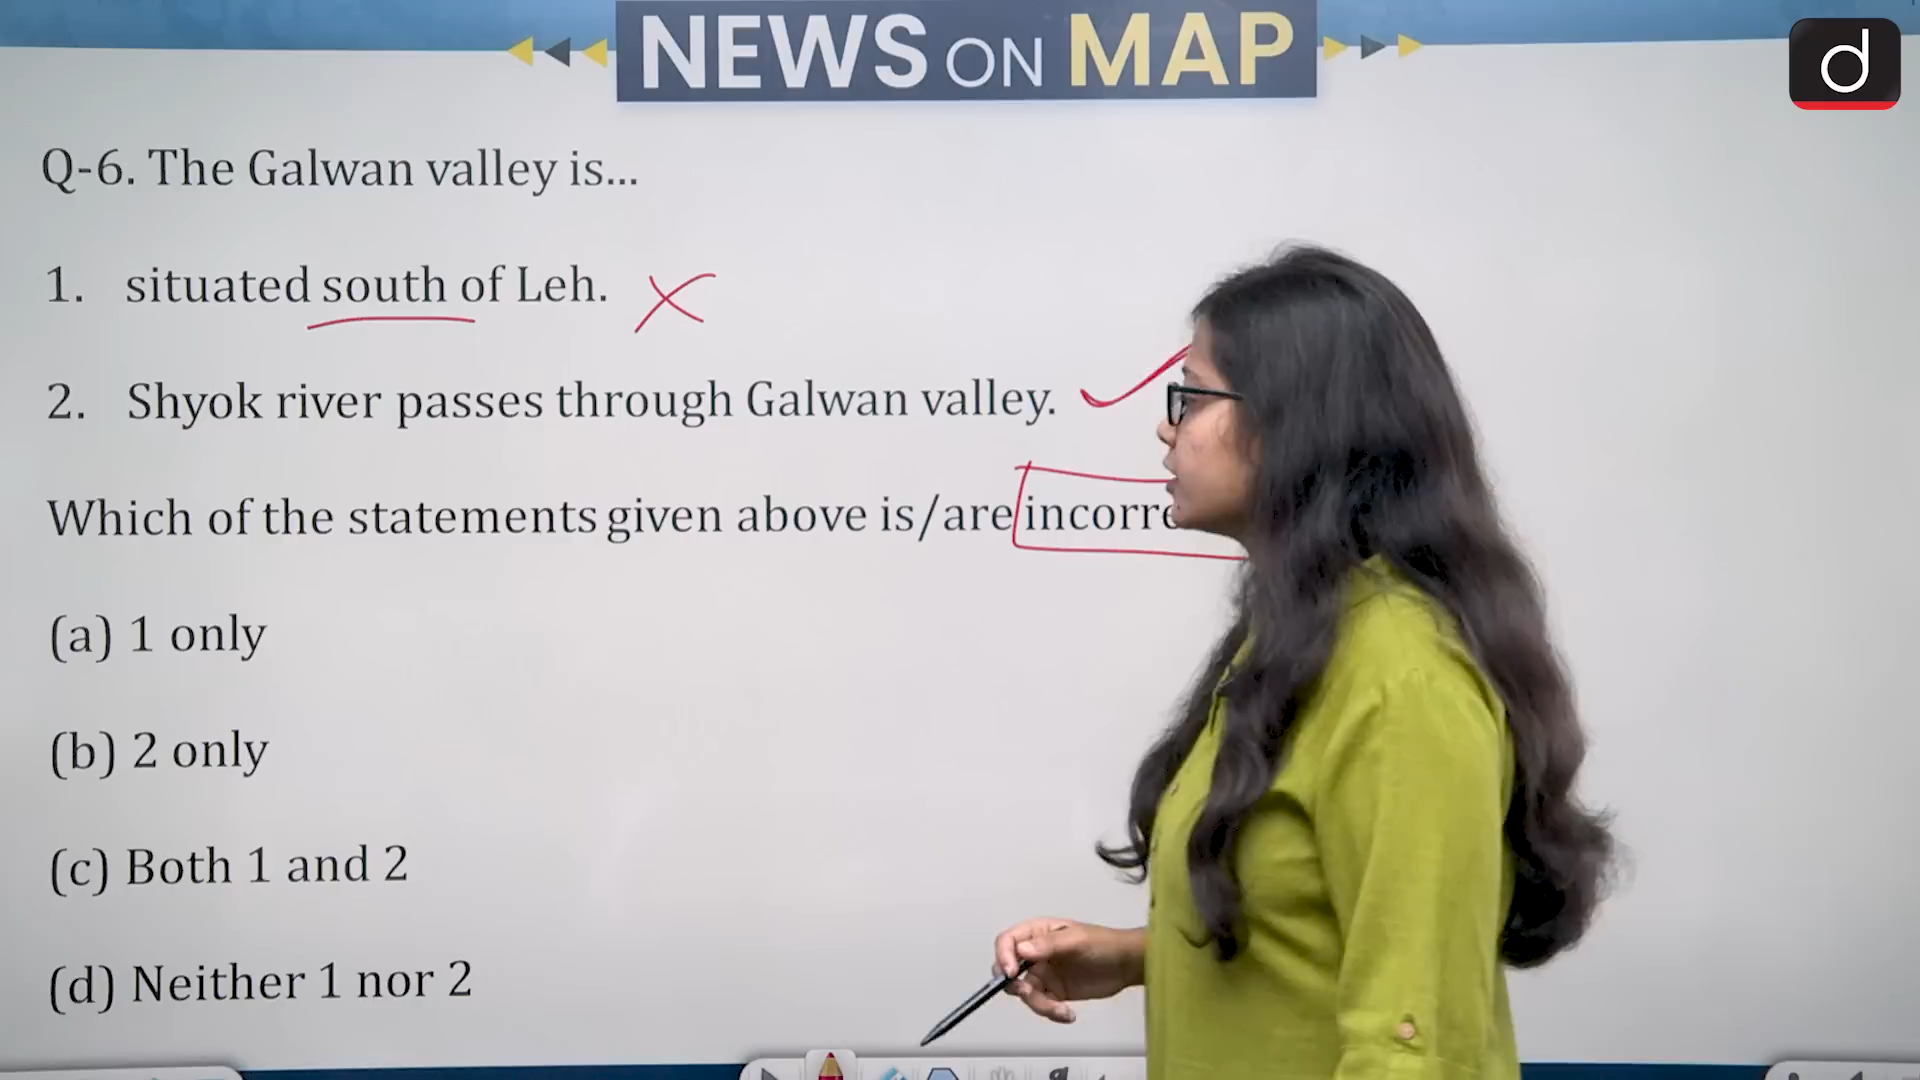 NEWS ON MAP
d
Q-6. The Galwan valley is...
1. situated south of Leh.
2. Shyok river passes through Galwan valley.
Which of the statements given above is/are
(a) 1 only
(b) 2 only
(c) Both 1 and 2
(d) Neither 1 nor 2